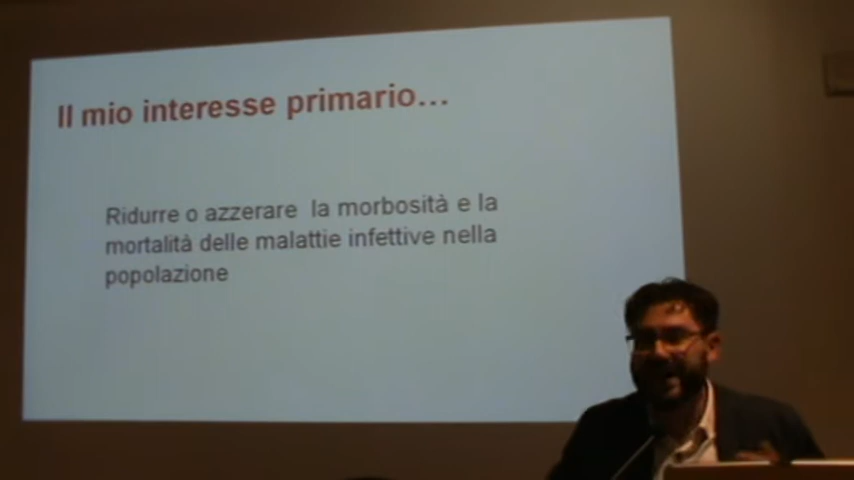 Il mio interesse primario...
Ridurre o azzerare la morbosità e la
mortalità delle malattie infettive nella
popolazione